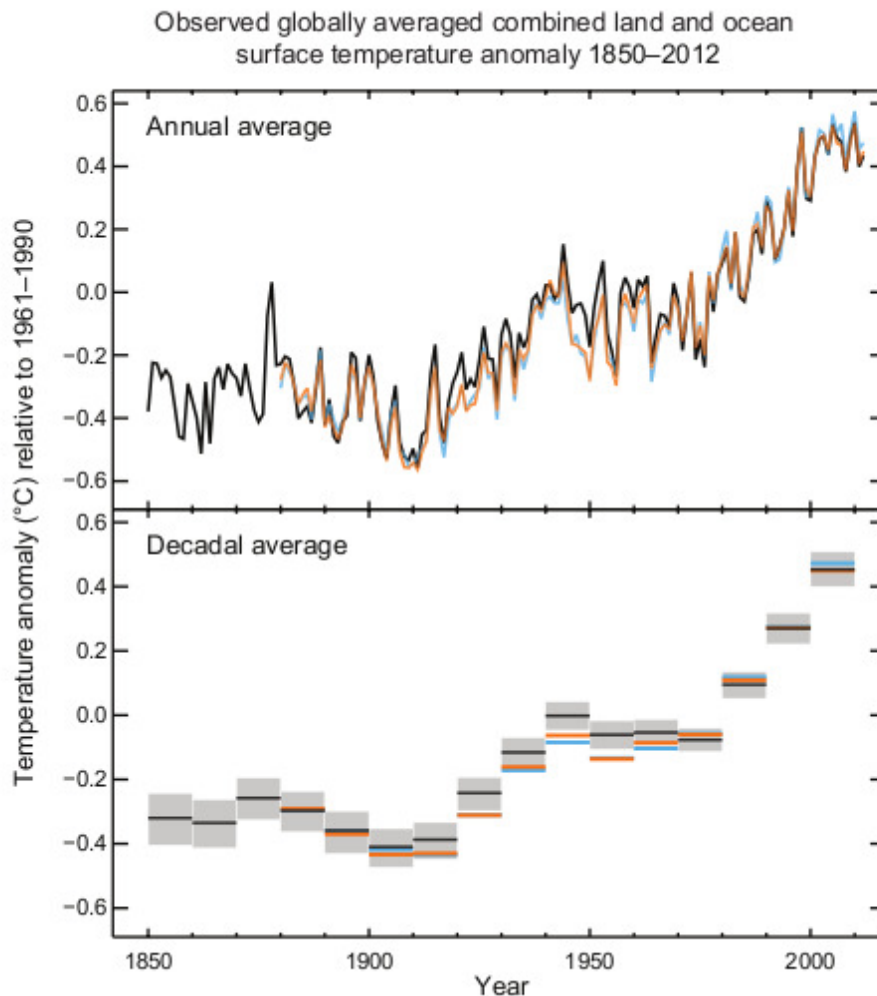 Observed globally averaged combined land and ocean
surface temperature anomaly 1850–2012
Temperature anomaly (°C) relative to 1961–1990
Annual average
0.6
0.4
0.2
0.0
−0.2
−0.4
−0.6
Decadal average
0.6
0.4
0.2
0.0
−0.2
−0.4
−0.6
1850 1900 1950 2000
Year